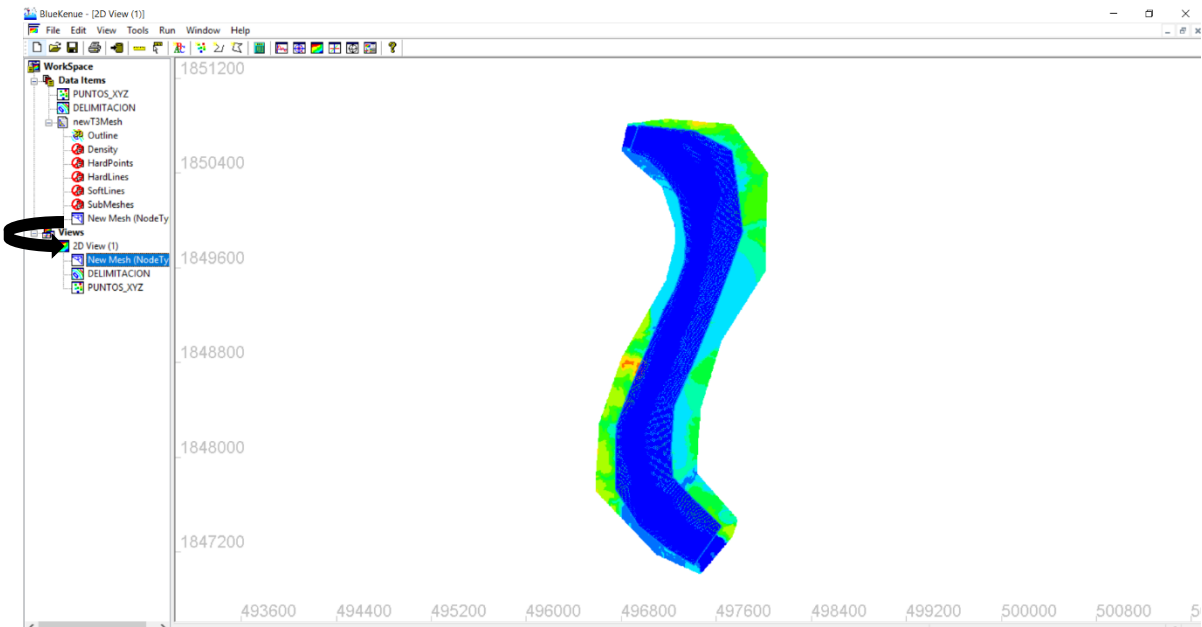 BlueKenue - [2D View (1)]
File Edit View Tools Run Window Help
WorkSpace
Data Items
PUNTOS_XYZ
DELIMITACION
newT3Mesh
Outline
Density
HardPoints
HardLines
SoftLines
SubMeshes
New Mesh (NodeTy
Views
2D View (1)
New Mesh (NodeTy
DELIMITACION
PUNTOS_XYZ
1851200
1850400
1849600
1848800
1848000
1847200
493600 494400 495200 496000 496800 497600 498400 499200 500000 500800 5